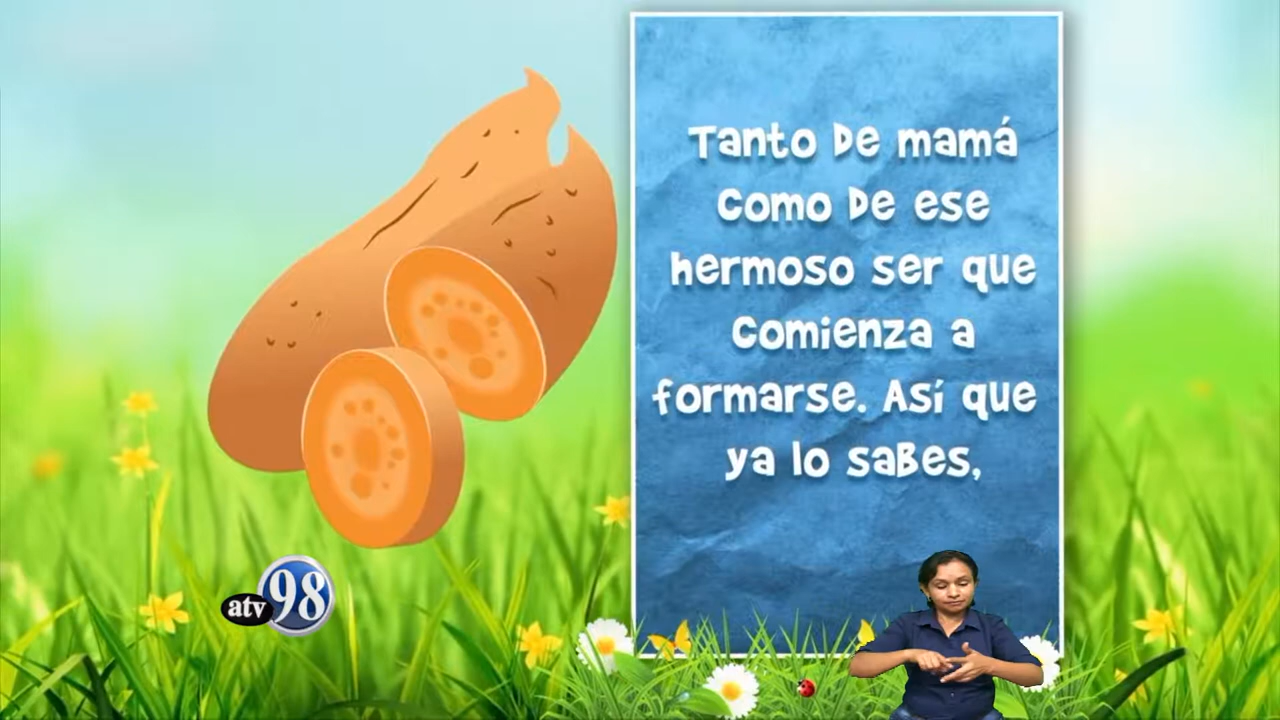 Tanto de mamá
como de ese
hermoso ser que
comienza a
formarse. Así que
ya lo sabes,
atv 98